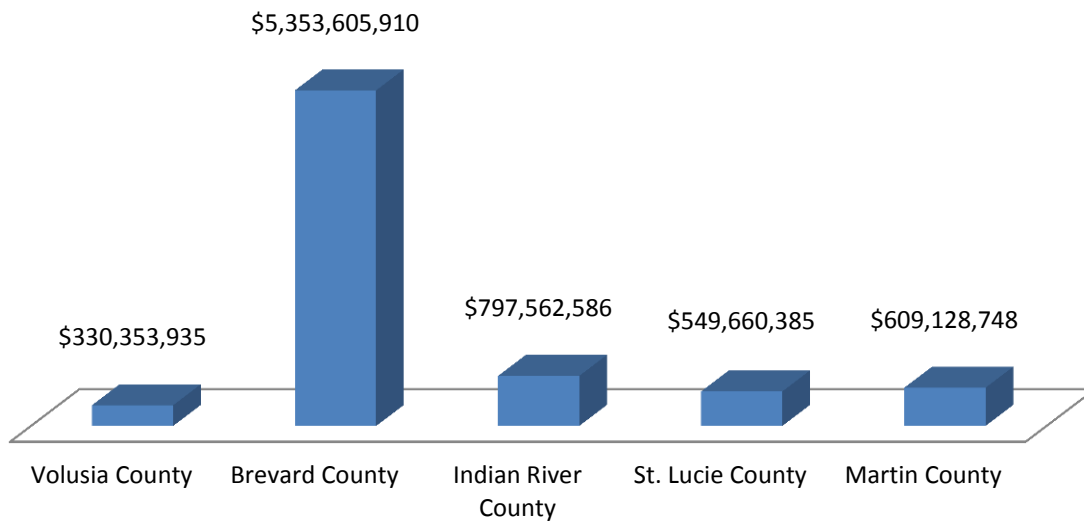 $5,353,605,910
$797,562,586
$330,353,935
$549,660,385
$609,128,748
Volusia County
Brevard County
Indian River
County
St. Lucie County
Martin County